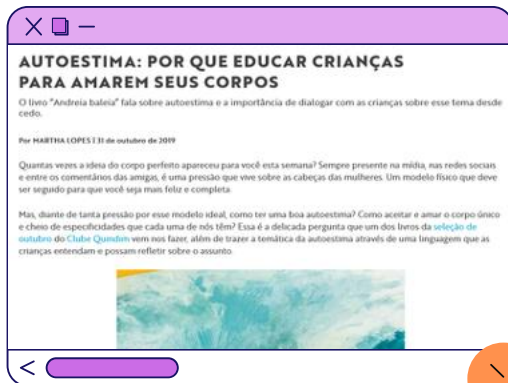 AUTOESTIMA: POR QUE EDUCAR CRIANÇAS
PARA AMAREM SEUS CORPOS
O livro "Andreia baleia" fala sobre autoestima e a importância de dialogar com as crianças sobre esse tema desde
cedo.
Por MARTHA LOPES | 31 de outubro de 2019
Quantas vezes a ideia do corpo perfeito apareceu para você esta semana? Sempre presente na mídia, nas redes sociais
e entre os comentários das amigas, é uma pressão que vive sobre as cabeças das mulheres. Um modelo físico que deve
ser seguido para que você seja mais feliz e completa.
Mas, diante de tanta pressão por esse modelo ideal, como ter uma boa autoestima? Como aceitar e amar o corpo único
e cheio de especificidades que cada uma de nós têm? Essa é a delicada pergunta que um dos livros da seleção de
outubro do Clube Quindim vem nos fazer, além de trazer a temática da autoestima através de uma linguagem que as
crianças entendam e possam refletir sobre o assunto.